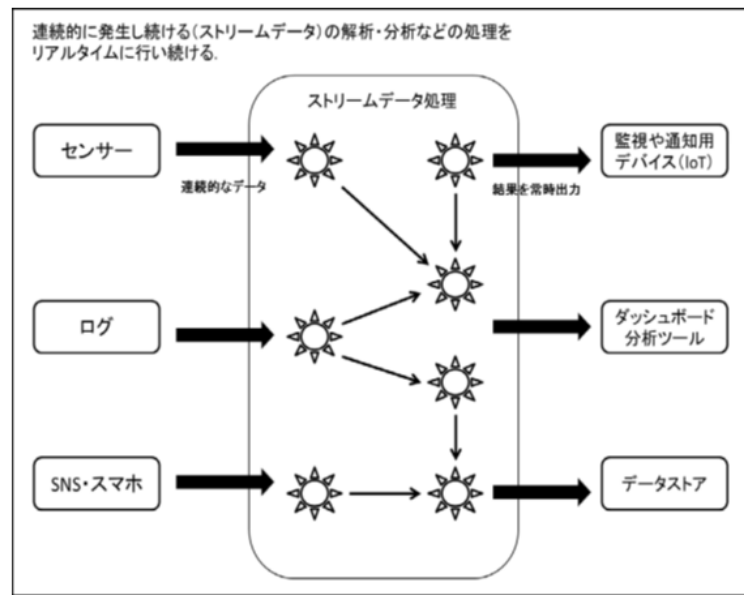 連続的に発生し続ける(ストリームデータ)の解析・分析などの処理を
リアルタイムに行い続ける.
ストリームデータ処理
センサー
連続的なデータ
結果を常時出力
監視や通知用
デバイス(IoT)
ログ
ダッシュボード
分析ツール
SNS・スマホ
データストア